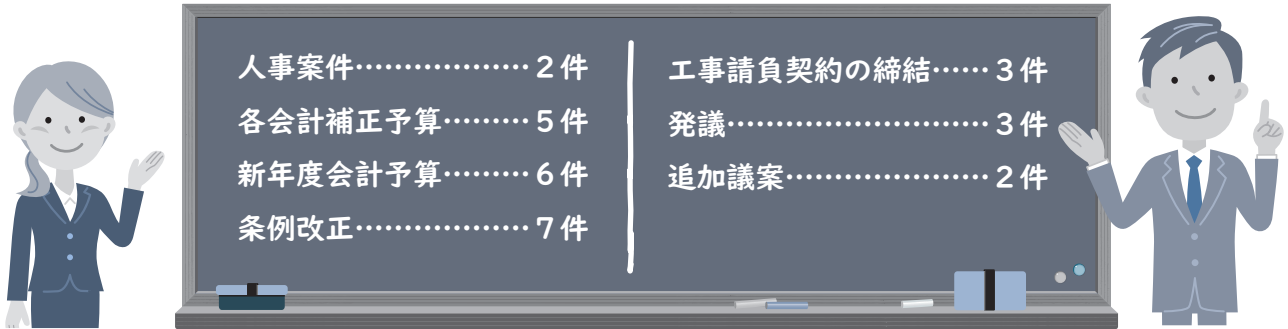 人事案件………………２件
各会計補正予算………５件
新年度会計予算………６件
条例改正………………７件
工事請負契約の締結……３件
発議………………………３件
追加議案…………………２件